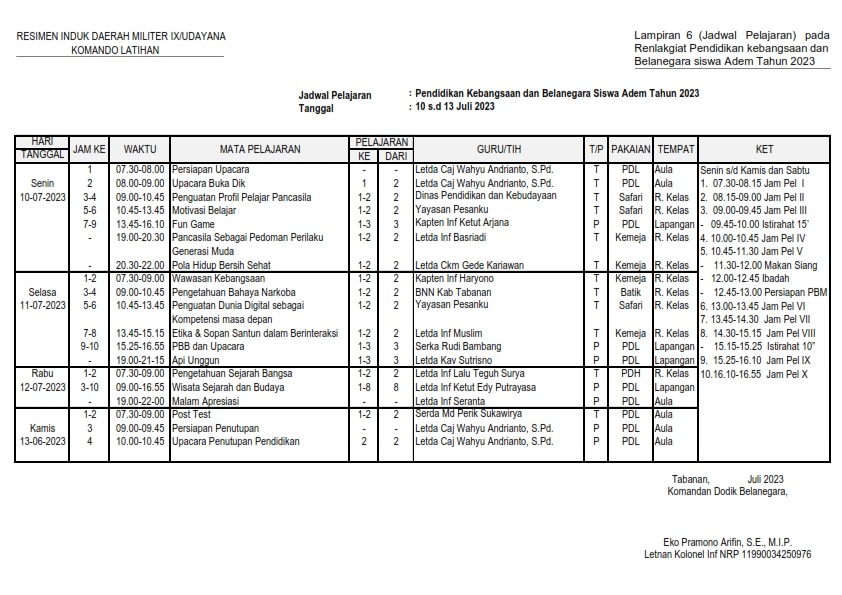 RESIMEN INDUK DAERAH MILITER IX/UDAYANA
KOMANDO LATIHAN
Lampiran 6 (Jadwal Pelajaran) pada
Renlakgiat Pendidikan kebangsaan dan
Belanegara siswa Adem Tahun 2023
Jadwal Pelajaran : Pendidikan Kebangsaan dan Belanegara Siswa Adem Tahun 2023
Tanggal : 10 s.d 13 Juli 2023
HARI TANGGAL JAM KE WAKTU MATA PELAJARAN PELAJARAN KE DARI GURU/TIH T/P PAKAIAN TEMPAT KET
1 07.30-08.00 Persiapan Upacara - - Letda Caj Wahyu Andrianto, S.Pd. T PDL Aula Senin s/d Kamis dan Sabtu
Senin 2 08.00-09.00 Upacara Buka Dik 1 2 Letda Caj Wahyu Andrianto, S.Pd. T PDL Aula 1. 07.30-08.15 Jam Pel I
10-07-2023 3-4 09.00-10.45 Penguatan Profil Pelajar Pancasila 1-2 2 Dinas Pendidikan dan Kebudayaan T Safari R. Kelas 2. 08.15-09.00 Jam Pel II
5-6 10.45-13.45 Motivasi Belajar 1-2 2 Yayasan Pesanku T Safari R. Kelas 3. 09.00-09.45 Jam Pel III
7-9 13.45-16.10 Fun Game 1-3 3 Kapten Inf Ketut Arjana P PDL Lapangan - 09.45-10.00 Istirahat 15'
- 19.00-20.30 Pancasila Sebagai Pedoman Perilaku 1-2 2 Letda Inf Basriadi T Kemeja R. Kelas 4. 10.00-10.45 Jam Pel IV
Generasi Muda 5. 10.45-11.30 Jam Pel V
- 20.30-22.00 Pola Hidup Bersih Sehat 1-2 2 Letda Ckm Gede Kariawan T Kemeja R. Kelas - 11.30-12.00 Makan Siang
1-2 07.30-09.00 Wawasan Kebangsaan 1-2 2 Kapten Inf Haryono T Kemeja R. Kelas - 12.00-12.45 Ibadah
Selasa 3-4 09.00-10.45 Pengetahuan Bahaya Narkoba 1-2 2 BNN Kab Tabanan T Batik R. Kelas - 12.45-13.00 Persiapan PBM
11-07-2023 5-6 10.45-13.45 Penguatan Dunia Digital sebagai 1-2 2 Yayasan Pesanku T Safari R. Kelas 6. 13.00-13.45 Jam Pel VI
Kompetensi masa depan 7. 13.45-14.30 Jam Pel VII
7-8 13.45-15.15 Etika & Sopan Santun dalam Berinteraksi 1-2 2 Letda Inf Muslim T Kemeja R. Kelas 8. 14.30-15.15 Jam Pel VIII
9-10 15.25-16.55 PBB dan Upacara 1-3 3 Serka Rudi Bambang P PDL Lapangan - 15.15-15.25 Istirahat 10"
- 19.00-21-15 Api Unggun 1-3 3 Letda Kav Sutrisno P PDL Lapangan 9. 15.25-16.10 Jam Pel IX
Rabu 1-2 07.30-09.00 Pengetahuan Sejarah Bangsa 1-2 2 Letda Inf Lalu Teguh Surya T PDH R. Kelas 10.16.10-16.55 Jam Pel X
12-07-2023 3-10 09.00-16.55 Wisata Sejarah dan Budaya 1-8 8 Letda Inf Ketut Edy Putrayasa P PDL Lapangan
- 19.00-22.00 Malam Apresiasi - - Letda Inf Seranta P PDL Aula
1-2 07.30-09.00 Post Test 1-2 2 Serda Md Perik Sukawirya T PDL Aula
Kamis 3 09.00-09.45 Persiapan Penutupan - - Letda Caj Wahyu Andrianto, S.Pd. P PDL Aula
13-06-2023 4 10.00-10.45 Upacara Penutupan Pendidikan 2 2 Letda Caj Wahyu Andrianto, S.Pd. P PDL Aula
Tabanan, Juli 2023
Komandan Dodik Belanegara,
Eko Pramono Arifin, S.E., M.I.P.
Letnan Kolonel Inf NRP 11990034250976